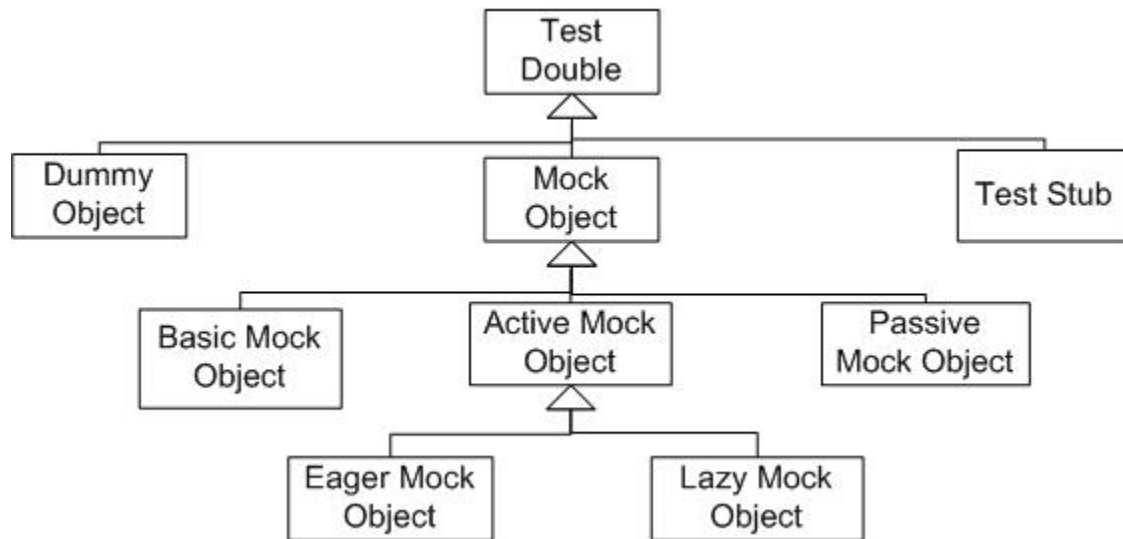 Test
Double
Dummy
Object
Mock
Object
Test Stub
Basic Mock
Object
Active Mock
Object
Passive
Mock Object
Eager Mock
Object
Lazy Mock
Object